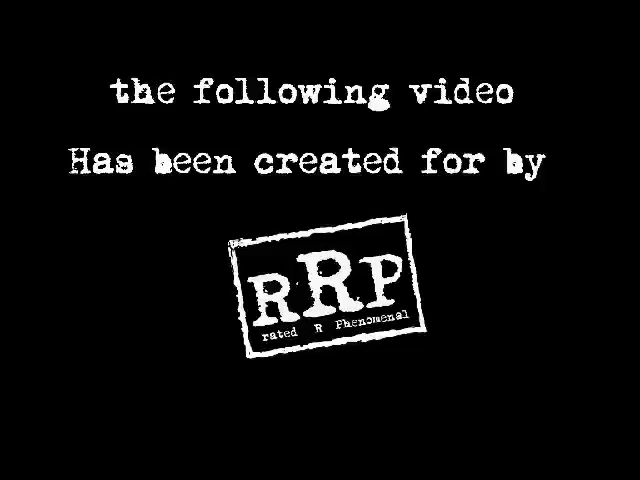 the following video
Has been created for by
RRP
rated R Phenomenal